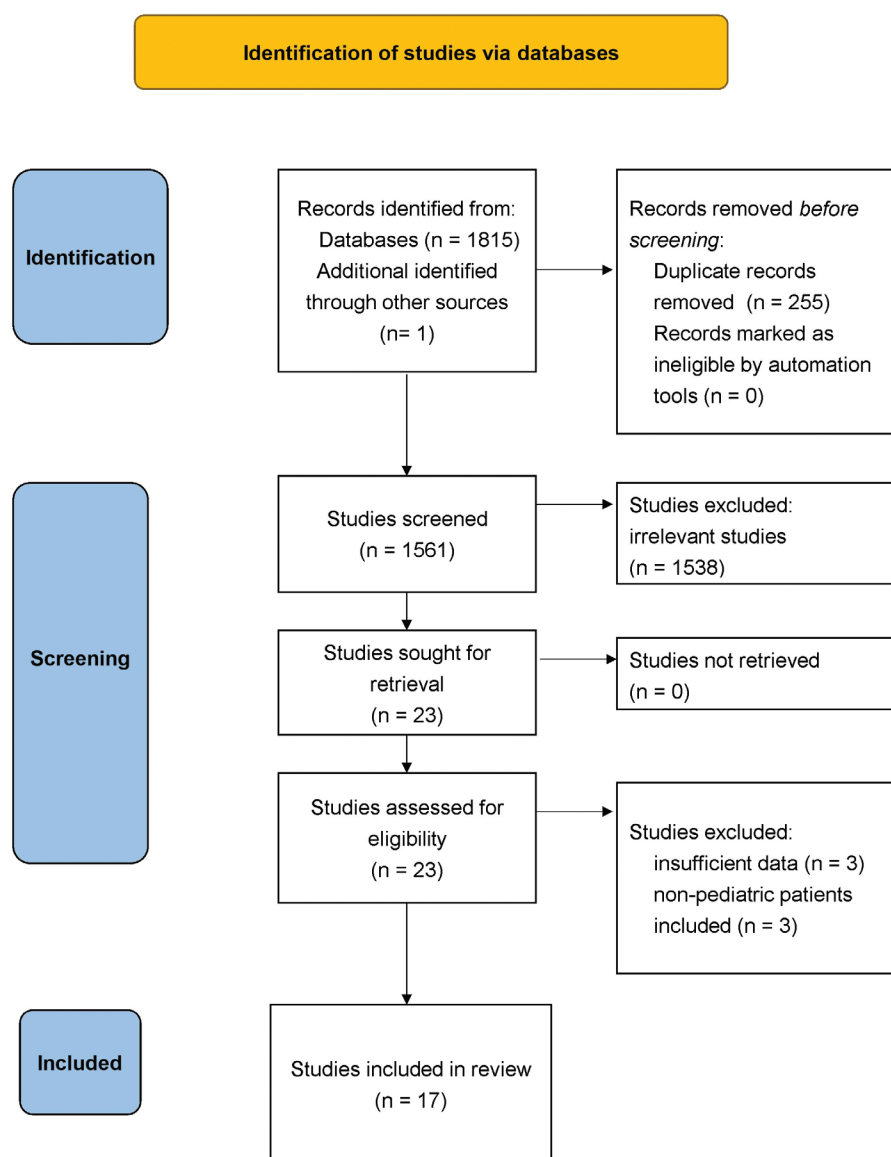 Identification of studies via databases
Identification
Records identified from:
Databases (n = 1815)
Additional identified
through other sources
(n= 1)
Records removed before
screening:
Duplicate records
removed (n = 255)
Records marked as
ineligible by automation
tools (n = 0)
Screening
Studies screened
(n = 1561)
Studies excluded:
irrelevant studies
(n = 1538)
Studies sought for
retrieval
(n = 23)
Studies not retrieved
(n = 0)
Studies assessed for
eligibility
(n = 23)
Studies excluded:
insufficient data (n = 3)
non-pediatric patients
included (n = 3)
Included
Studies included in review
(n = 17)